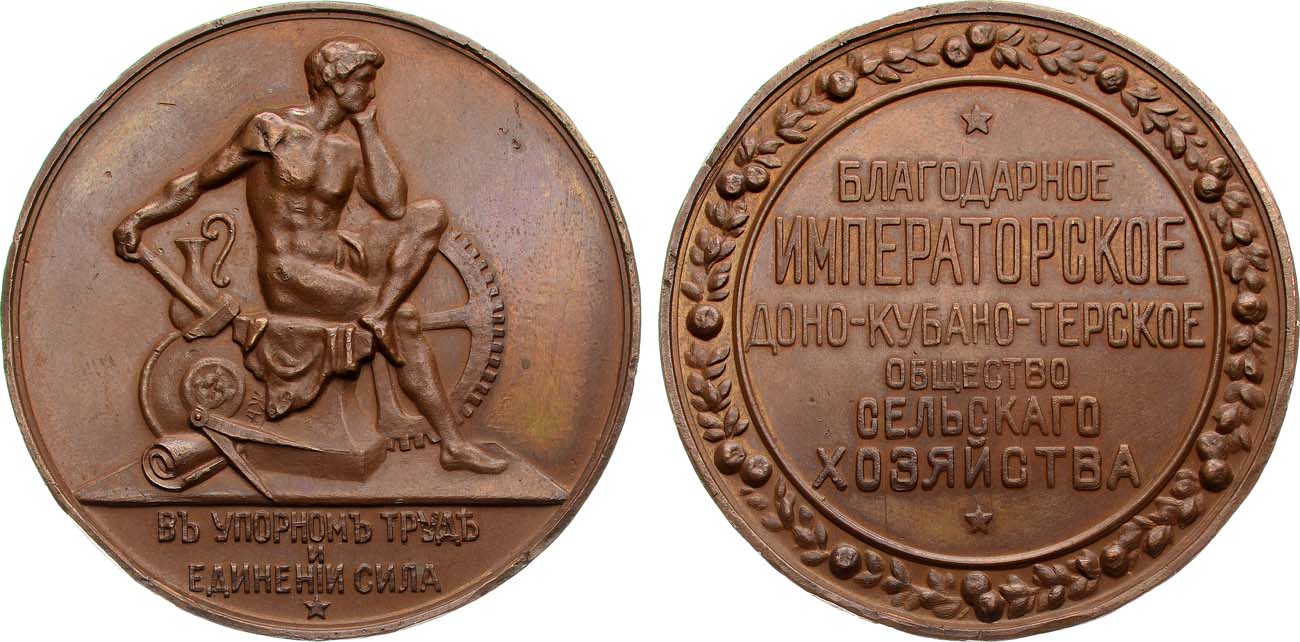 ВЪ УПОРНОМЪ ТРУДѢ
И
ЕДИНЕНІИ СИЛА
БЛАГОДАРНОЕ
ИМПЕРАТОРСКОЕ
ДОНО-КУБАНО-ТЕРСКОЕ
ОБЩЕСТВО
СЕЛЬСКАГО
ХОЗЯЙСТВА